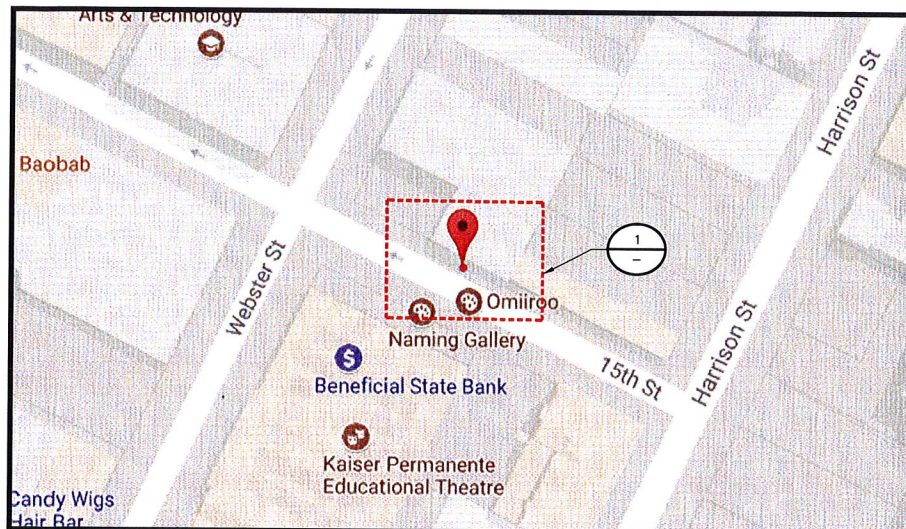 Arts & Technology
Harrison St
Baobab
1
–
Webster St
Omiiroo
Naming Gallery
15th St
Harrison St
Beneficial State Bank
$
Kaiser Permanente
Educational Theatre
Candy Wigs
Hair Bar